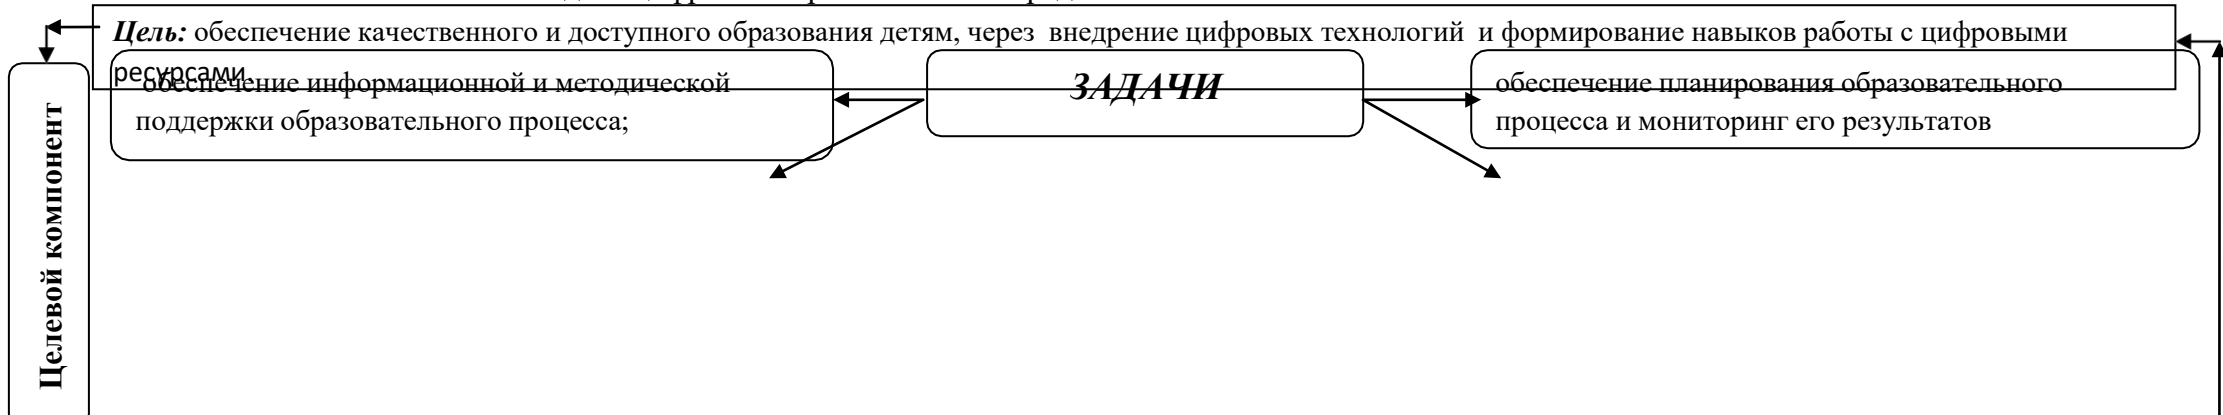 Цель: обеспечение качественного и доступного образования детям, через внедрение цифровых технологий и формирование навыков работы с цифровыми
ресурсами.
обеспечение информационной и методической
поддержки образовательного процесса;
ЗАДАЧИ
обеспечение планирования образовательного
процесса и мониторинг его результатов
Целевой компонент